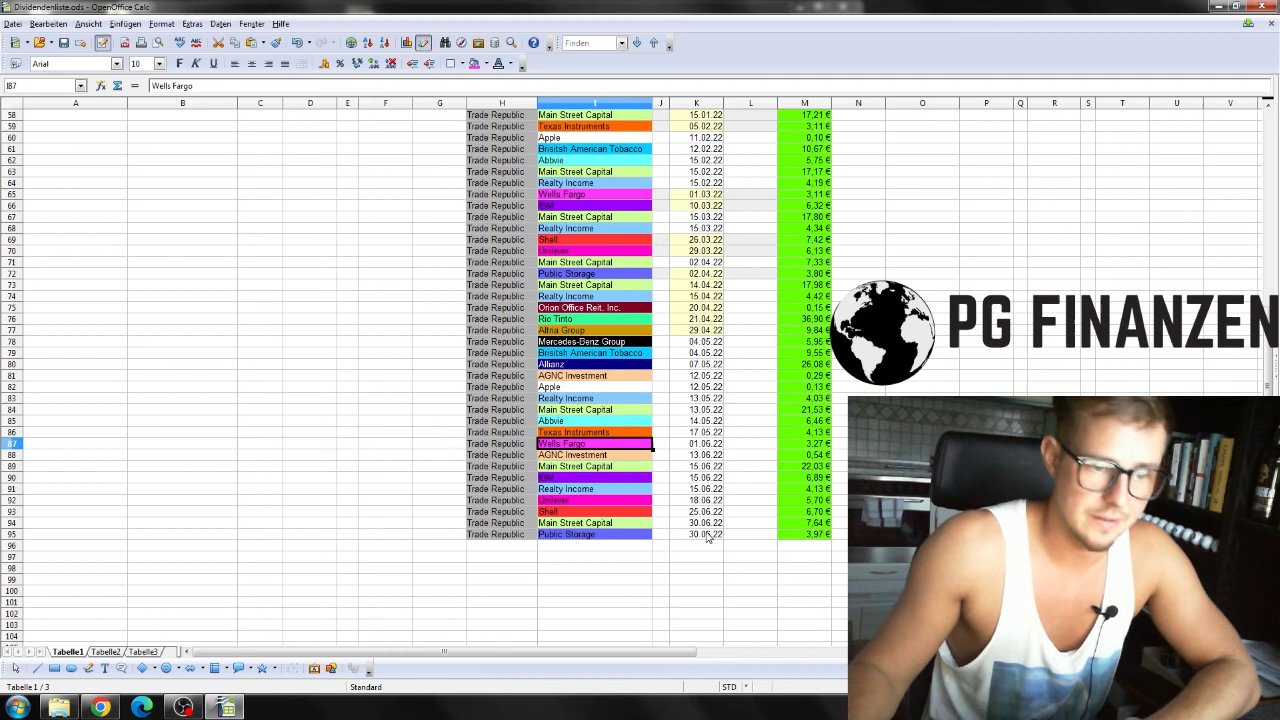 Dividendenliste.ods - OpenOffice Calc
Datei Bearbeiten Ansicht Einfügen Format Extras Daten Fenster Hilfe
Finden
Arial 10 F K U
I87 Wells Fargo
A B C D E F G H I J K L M N O P Q R S T U V
58 Trade Republic Main Street Capital 15.01.22 17,21 €
59 Trade Republic Texas Instruments 05.02.22 3,11 €
60 Trade Republic Apple 11.02.22 0,10 €
61 Trade Republic Brisitsh American Tobacco 12.02.22 10,67 €
62 Trade Republic Abbvie 15.02.22 5,75 €
63 Trade Republic Main Street Capital 15.02.22 17,17 €
64 Trade Republic Realty Income 15.02.22 4,19 €
65 Trade Republic Wells Fargo 01.03.22 3,11 €
66 Trade Republic IBM 10.03.22 6,32 €
67 Trade Republic Main Street Capital 15.03.22 17,80 €
68 Trade Republic Realty Income 15.03.22 4,34 €
69 Trade Republic Shell 26.03.22 7,42 €
70 Trade Republic Unilever 29.03.22 6,13 €
71 Trade Republic Main Street Capital 02.04.22 7,33 €
72 Trade Republic Public Storage 02.04.22 3,80 €
73 Trade Republic Main Street Capital 14.04.22 17,98 €
74 Trade Republic Realty Income 15.04.22 4,42 €
75 Trade Republic Orion Office Reit. Inc. 20.04.22 0,15 €
76 Trade Republic Rio Tinto 21.04.22 36,90 €
77 Trade Republic Altria Group 29.04.22 9,84 €
78 Trade Republic Mercedes-Benz Group 04.05.22 5,95 €
79 Trade Republic Brisitsh American Tobacco 04.05.22 9,55 €
80 Trade Republic Allianz 07.05.22 26,08 €
81 Trade Republic AGNC Investment 12.05.22 0,29 €
82 Trade Republic Apple 12.05.22 0,13 €
83 Trade Republic Realty Income 13.05.22 4,03 €
84 Trade Republic Main Street Capital 13.05.22 21,53 €
85 Trade Republic Abbvie 14.05.22 6,46 €
86 Trade Republic Texas Instruments 17.05.22 4,13 €
87 Trade Republic Wells Fargo 01.06.22 3,27 €
88 Trade Republic AGNC Investment 13.06.22 0,54 €
89 Trade Republic Main Street Capital 15.06.22 22,03 €
90 Trade Republic IBM 15.06.22 6,89 €
91 Trade Republic Realty Income 15.06.22 4,13 €
92 Trade Republic Unilever 18.06.22 5,70 €
93 Trade Republic Shell 25.06.22 6,70 €
94 Trade Republic Main Street Capital 30.06.22 7,64 €
95 Trade Republic Public Storage 30.06.22 3,97 €
96
97
98
99
100
101
102
103
104
PG FINANZEN
Tabelle1 Tabelle2 Tabelle3
Tabelle 1 / 3 Standard STD *